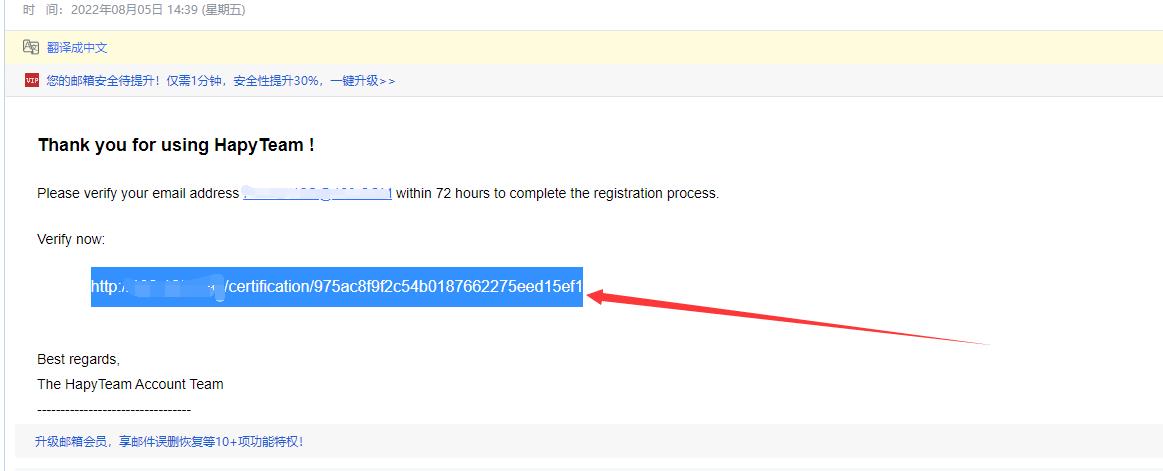 时 间： 2022年08月05日 14:39 (星期五)
翻译成中文
VIP 您的邮箱安全待提升！仅需1分钟，安全性提升30%，一键升级>>
Thank you for using HapyTeam !
Please verify your email address within 72 hours to complete the registration process.
Verify now:
http:/ /certification/975ac8f9f2c54b0187662275eed15ef1
Best regards,
The HapyTeam Account Team
---------------------------------
升级邮箱会员，享邮件误删恢复等10+项功能特权！